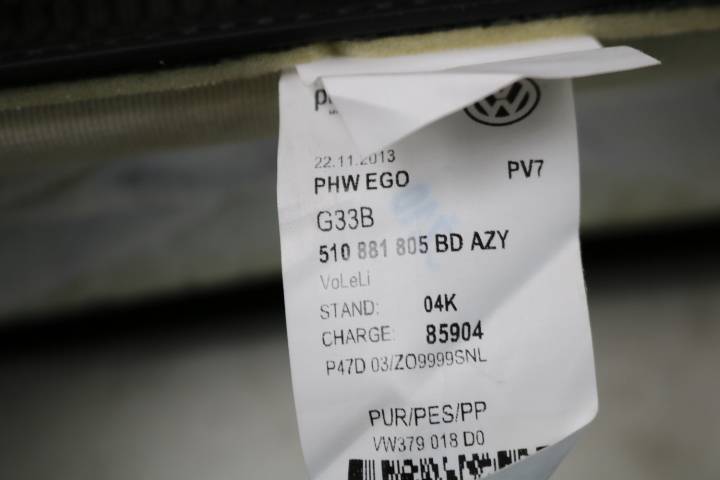 22.11.2013
PHW EGO PV7
G33B
510 881 805 BD AZY
VoLeLi
STAND: 04K
CHARGE: 85904
P47D 03/ZO9999SNL
PUR/PES/PP
VW379 018 D0